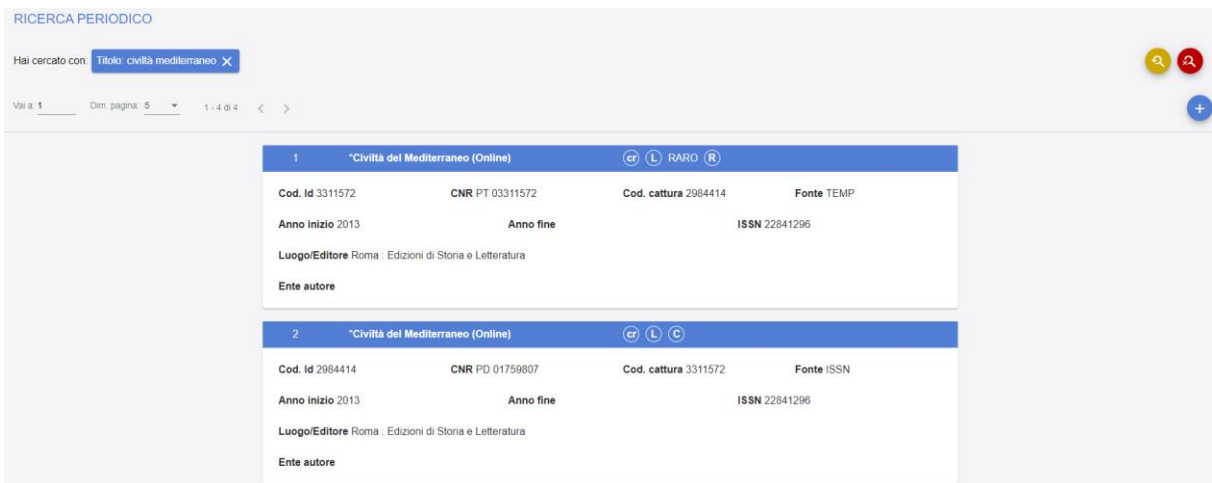 RICERCA PERIODICO
Hai cercato con: Titolo: civiltà mediterraneo X
Vai a: 1 Dim. pagina: 5 1 - 4 di 4 < >
+
1 *Civiltà del Mediterraneo (Online) cr L RARO R
Cod. Id 3311572 CNR PT 03311572 Cod. cattura 2984414 Fonte TEMP
Anno inizio 2013 Anno fine ISSN 22841296
Luogo/Editore Roma : Edizioni di Storia e Letteratura
Ente autore
2 *Civiltà del Mediterraneo (Online) cr L C
Cod. Id 2984414 CNR PD 01759807 Cod. cattura 3311572 Fonte ISSN
Anno inizio 2013 Anno fine ISSN 22841296
Luogo/Editore Roma : Edizioni di Storia e Letteratura
Ente autore